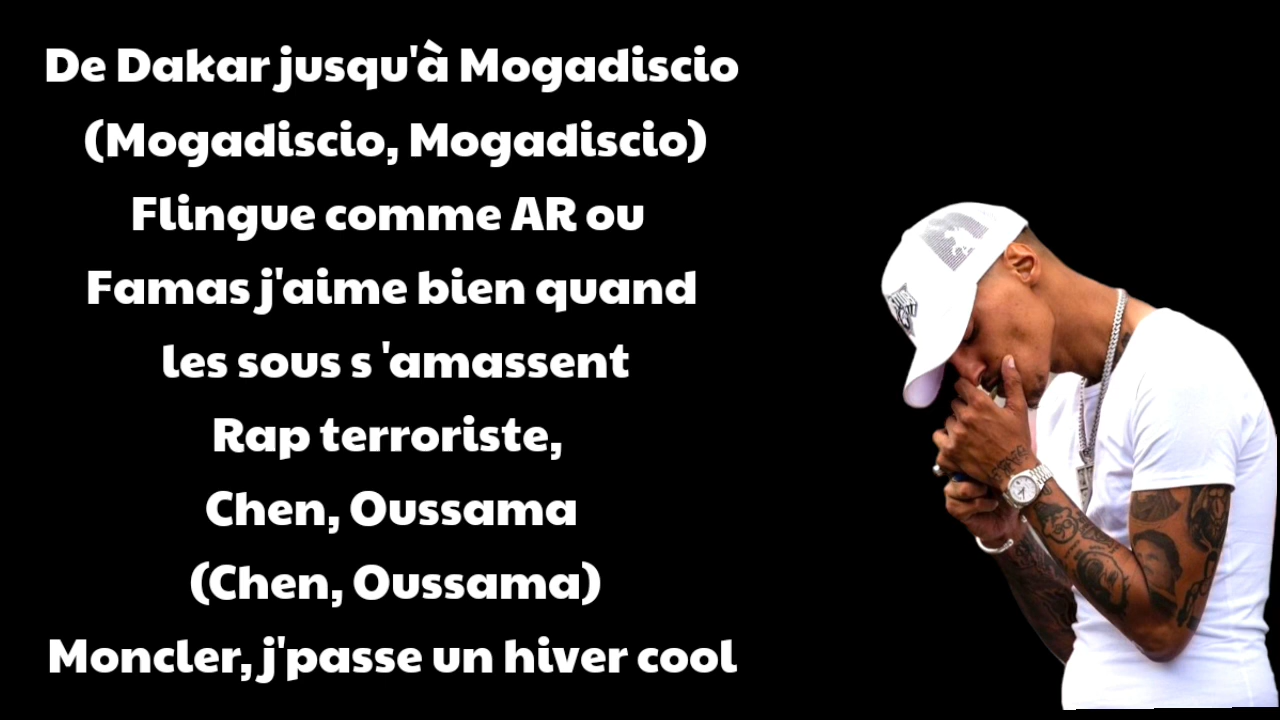 De Dakar jusqu'à Mogadiscio
(Mogadiscio, Mogadiscio)
Flingue comme AR ou
Famas j'aime bien quand
les sous s 'amassent
Rap terroriste,
Chen, Oussama
(Chen, Oussama)
Moncler, j'passe un hiver cool